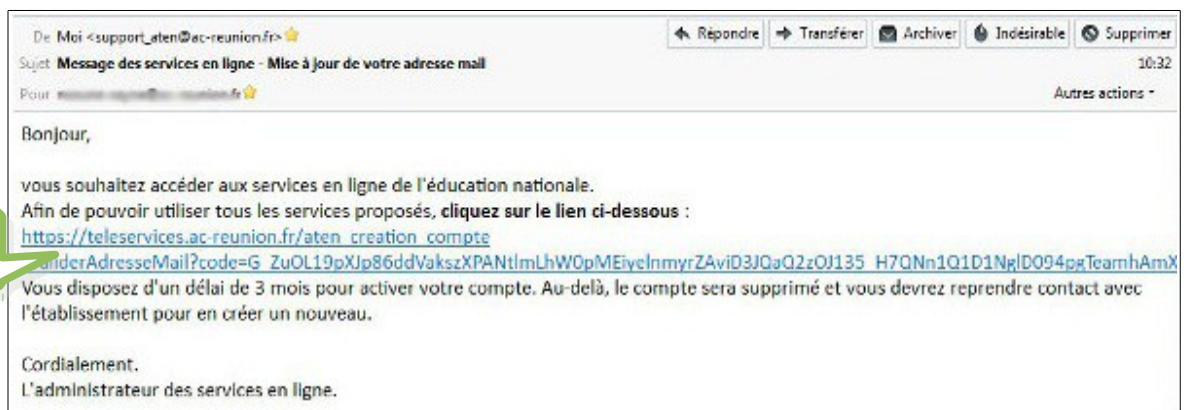 De Moi <support_aten@ac-reunion.fr>
Répondre Transférer Archiver Indésirable Supprimer
Sujet Message des services en ligne - Mise à jour de votre adresse mail 10:32
Pour
Autres actions
Bonjour,
vous souhaitez accéder aux services en ligne de l'éducation nationale.
Afin de pouvoir utiliser tous les services proposés, cliquez sur le lien ci-dessous :
https://teleservices.ac-reunion.fr/aten_creation_compte
Vous disposez d'un délai de 3 mois pour activer votre compte. Au-delà, le compte sera supprimé et vous devrez reprendre contact avec
l'établissement pour en créer un nouveau.
Cordialement.
L'administrateur des services en ligne.